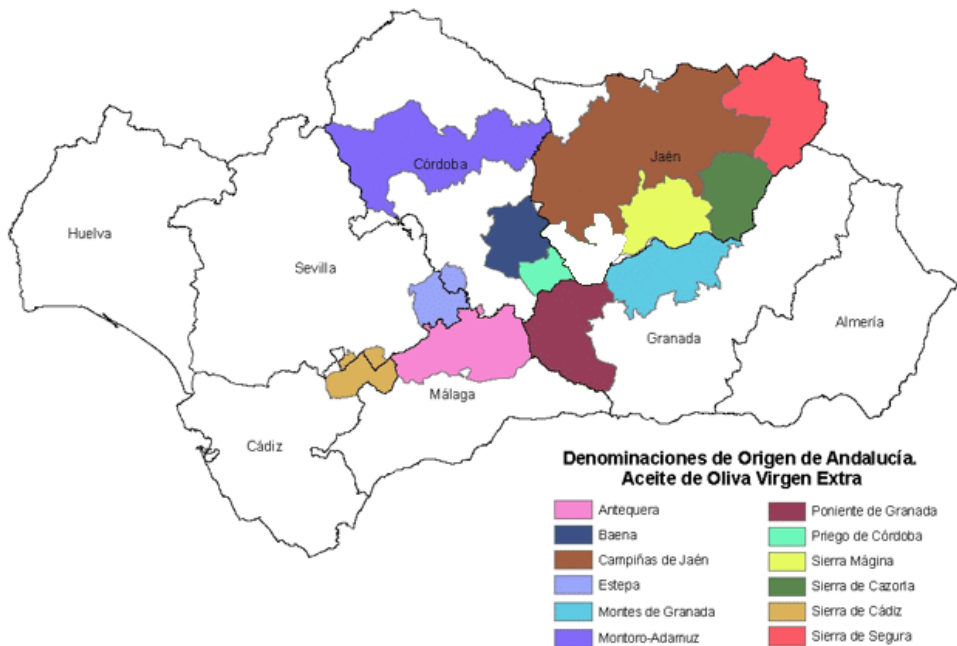 Córdoba
Jaén
Huelva
Sevilla
Granada
Almería
Málaga
Cádiz
Denominaciones de Origen de Andalucía.
Aceite de Oliva Virgen Extra
Antequera
Baena
Campiñas de Jaén
Estepa
Montes de Granada
Montoro-Adamuz
Poniente de Granada
Priego de Córdoba
Sierra Mágina
Sierra de Cazorla
Sierra de Cádiz
Sierra de Segura